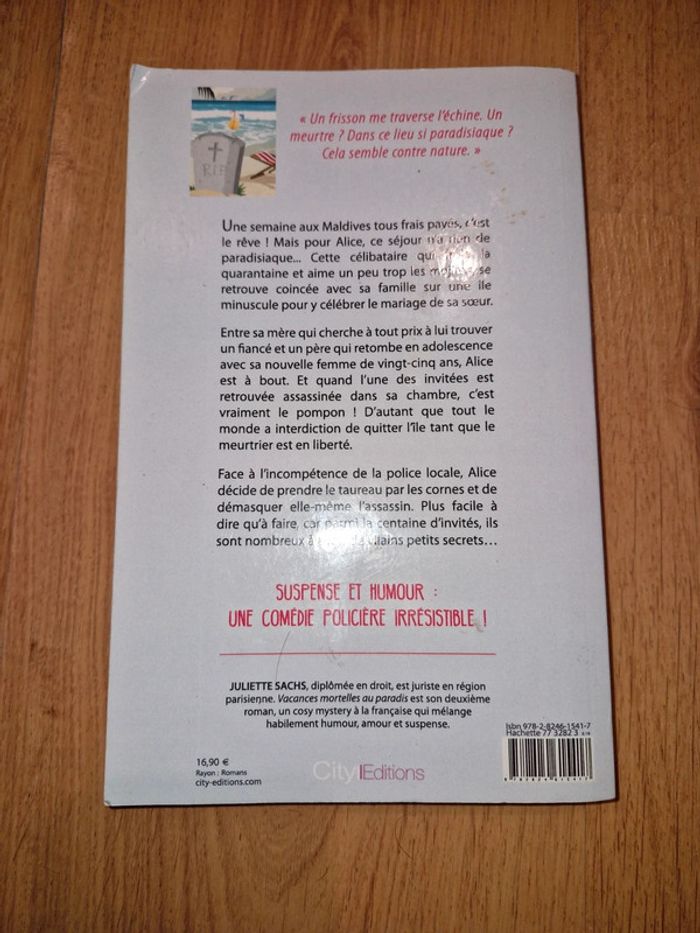 RIP
« Un frisson me traverse l'échine. Un
meurtre ? Dans ce lieu si paradisiaque ?
Cela semble contre nature. »
Une semaine aux Maldives tous frais payés, c'est
le rêve ! Mais pour Alice, ce séjour n'a rien de
paradisiaque... Cette célibataire qui la
quarantaine et aime un peu trop les se
retrouve coincée avec sa famille sur une île
minuscule pour y célébrer le mariage de sa sœur.
Entre sa mère qui cherche à tout prix à lui trouver
un fiancé et un père qui retombe en adolescence
avec sa nouvelle femme de vingt-cinq ans, Alice
est à bout. Et quand l'une des invitées est
retrouvée assassinée dans sa chambre, c'est
vraiment le pompon ! D'autant que tout le
monde a interdiction de quitter l'île tant que le
meurtrier est en liberté.
Face à l'incompétence de la police locale, Alice
décide de prendre le taureau par les cornes et de
démasquer elle-même l'assassin. Plus facile à
dire qu'à faire, car parmi la centaine d'invités, ils
sont nombreux à vilains petits secrets...
SUSPENSE ET HUMOUR :
UNE COMÉDIE POLICIÈRE IRRÉSISTIBLE !
JULIETTE SACHS, diplômée en droit, est juriste en région
parisienne. Vacances mortelles au paradis est son deuxième
roman, un cosy mystery à la française qui mélange
habilement humour, amour et suspense.
16,90 €
Rayon : Romans
city-editions.com
City Editions
Isbn 978-2-8246-1541-7
Hachette 77 3282 3
9 782824 615417